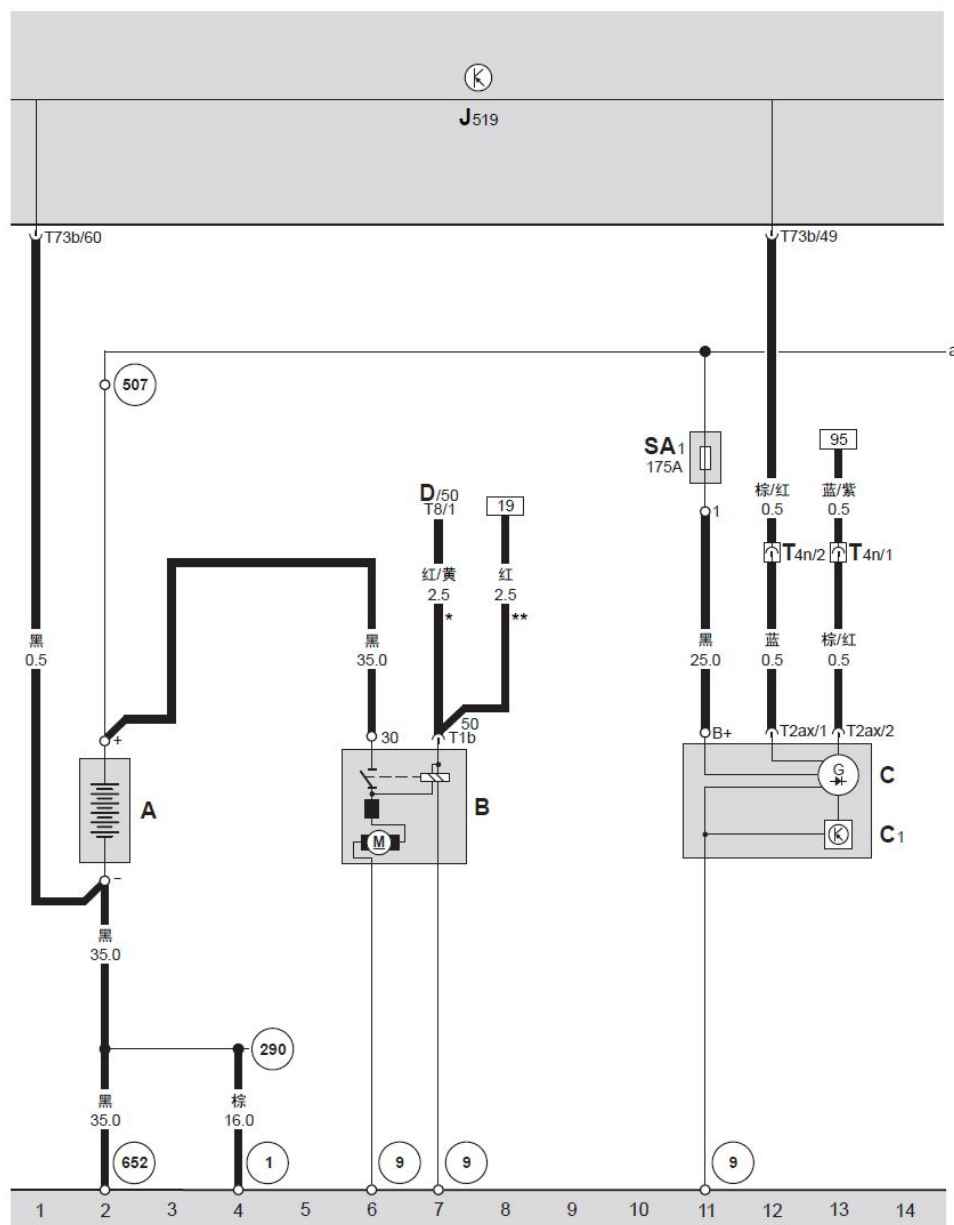 J519
T73b/60
T73b/49
a
507
SA1
175A
95
D/50
T8/1
19
棕/红
0.5
蓝/紫
0.5
1
T4n/2
T4n/1
红/黄
2.5
*
红
2.5
**
黑
0.5
黑
35.0
黑
25.0
蓝
0.5
棕/红
0.5
50
+
30
T1b
B+
T2ax/1
T2ax/2
A
B
G
C
M
C1
−
黑
35.0
290
黑
35.0
棕
16.0
652
1
9
9
9
1 2 3 4 5 6 7 8 9 10 11 12 13 14